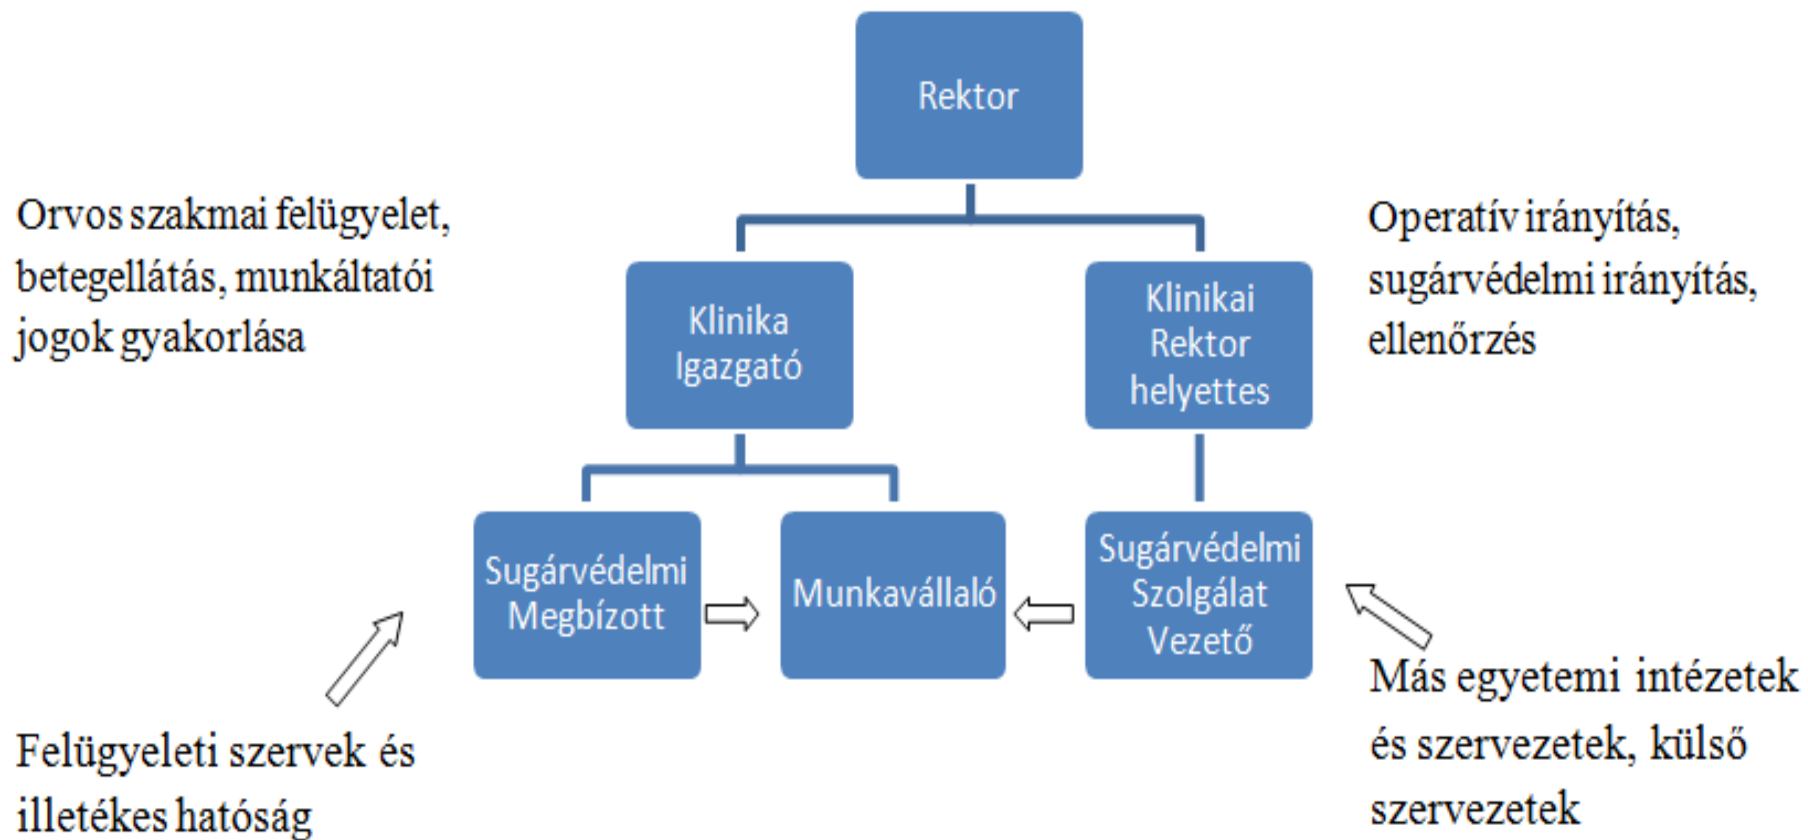 Rektor
Orvos szakmai felügyelet,
betegellátás, munkáltatói
jogok gyakorlása
Klinika
Igazgató
Klinikai
Rektor
helyettes
Operatív irányítás,
sugárvédelmi irányítás,
ellenőrzés
Sugárvédelmi
Megbízott
Munkavállaló
Sugárvédelmi
Szolgálat
Vezető
Felügyeleti szervek és
illetékes hatóság
Más egyetemi intézetek
és szervezetek, külső
szervezetek